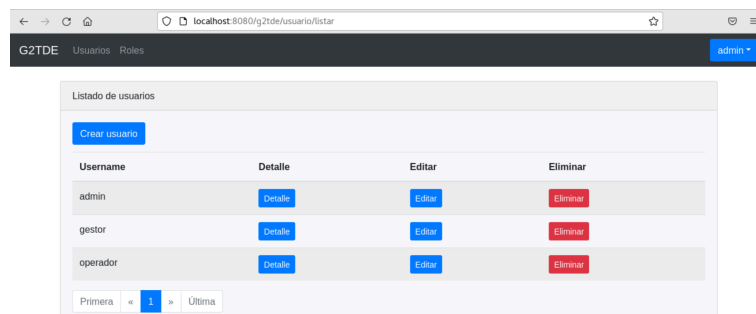 localhost:8080/g2tde/usuario/listar
G2TDE Usuarios Roles admin
Listado de usuarios
Crear usuario
Username Detalle Editar Eliminar
admin Detalle Editar Eliminar
gestor Detalle Editar Eliminar
operador Detalle Editar Eliminar
Primera « 1 » Última